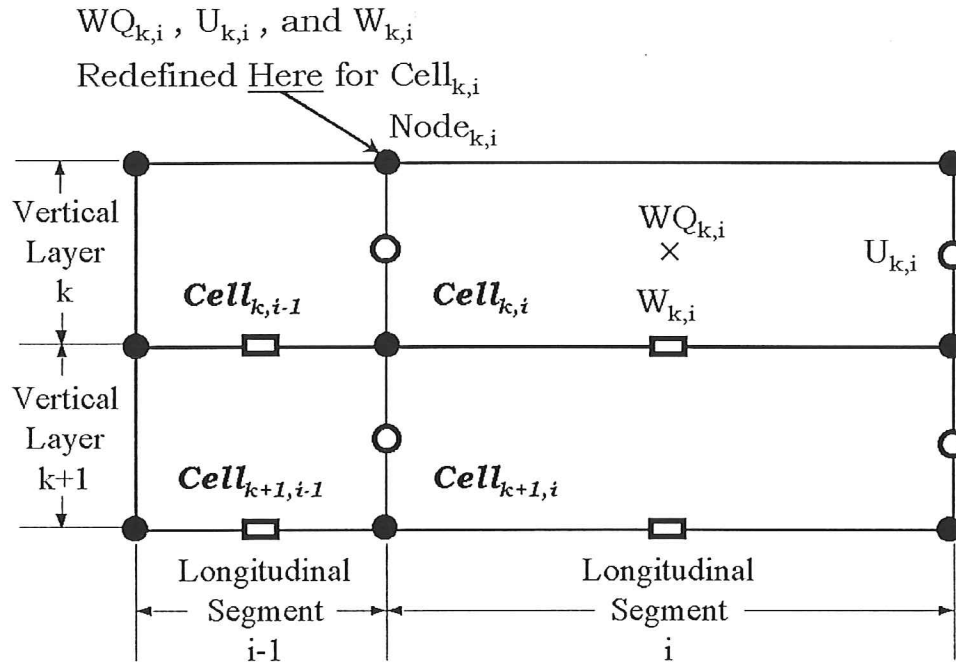 WQk,i , Uk,i , and Wk,i
Redefined Here for Cellk,i
Nodek,i
Vertical
Layer
k
WQk,i
×
Uk,i
Cellk,i-1
Cellk,i
Wk,i
Vertical
Layer
k+1
Cellk+1,i-1
Cellk+1,i
Longitudinal
Segment
i-1
Longitudinal
Segment
i